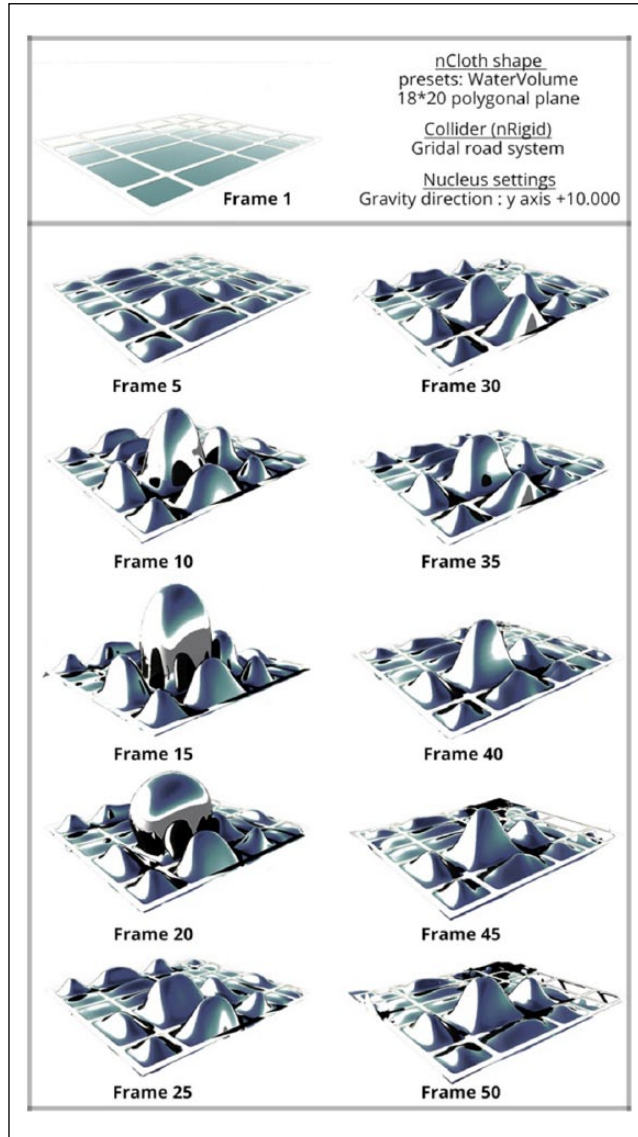 nCloth shape
presets: WaterVolume
18*20 polygonal plane
Collider (nRigid)
Gridal road system
Nucleus settings
Gravity direction : y axis +10.000
Frame 1
Frame 5
Frame 30
Frame 10
Frame 35
Frame 15
Frame 40
Frame 20
Frame 45
Frame 25
Frame 50